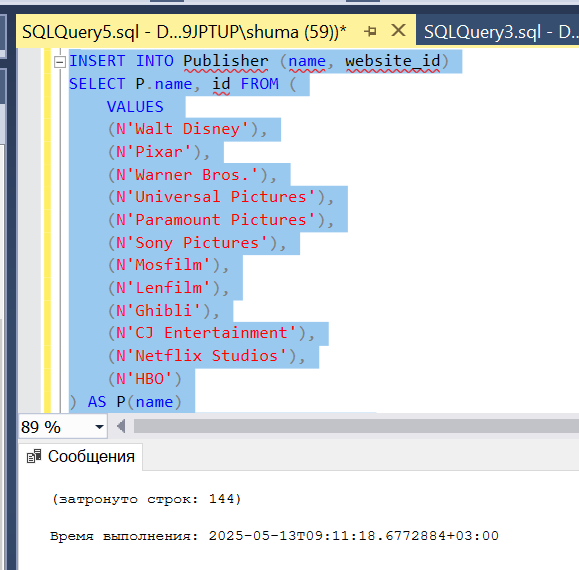 SQLQuery5.sql - D...9JPTUP\shuma (59))*
SQLQuery3.sql - D...
INSERT INTO Publisher (name, website_id)
SELECT P.name, id FROM (
VALUES
(N'Walt Disney'),
(N'Pixar'),
(N'Warner Bros.'),
(N'Universal Pictures'),
(N'Paramount Pictures'),
(N'Sony Pictures'),
(N'Mosfilm'),
(N'Lenfilm'),
(N'Ghibli'),
(N'CJ Entertainment'),
(N'Netflix Studios'),
(N'HBO')
) AS P(name)
89 %
Сообщения
(затронуто строк: 144)
Время выполнения: 2025-05-13T09:11:18.6772884+03:00